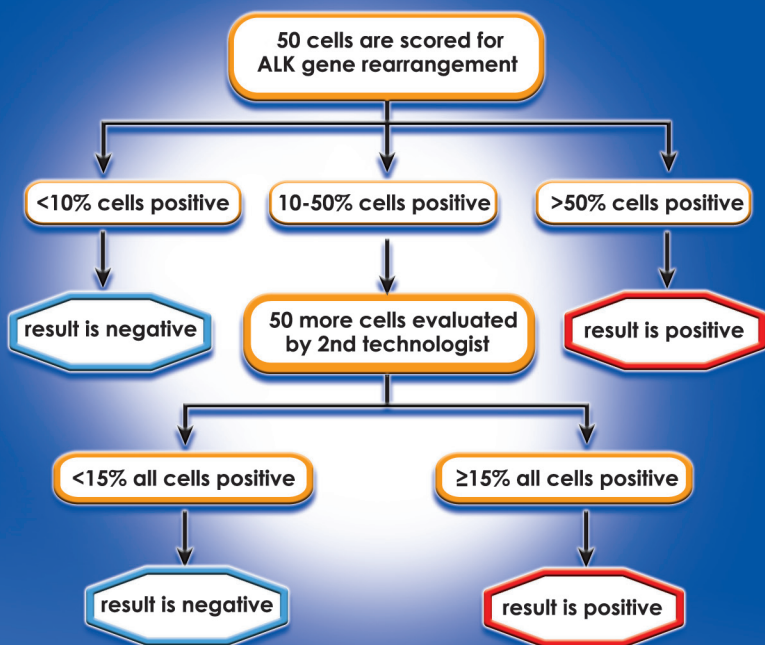 50 cells are scored for
ALK gene rearrangement
<10% cells positive
10-50% cells positive
>50% cells positive
result is negative
50 more cells evaluated
by 2nd technologist
result is positive
<15% all cells positive
≥15% all cells positive
result is negative
result is positive